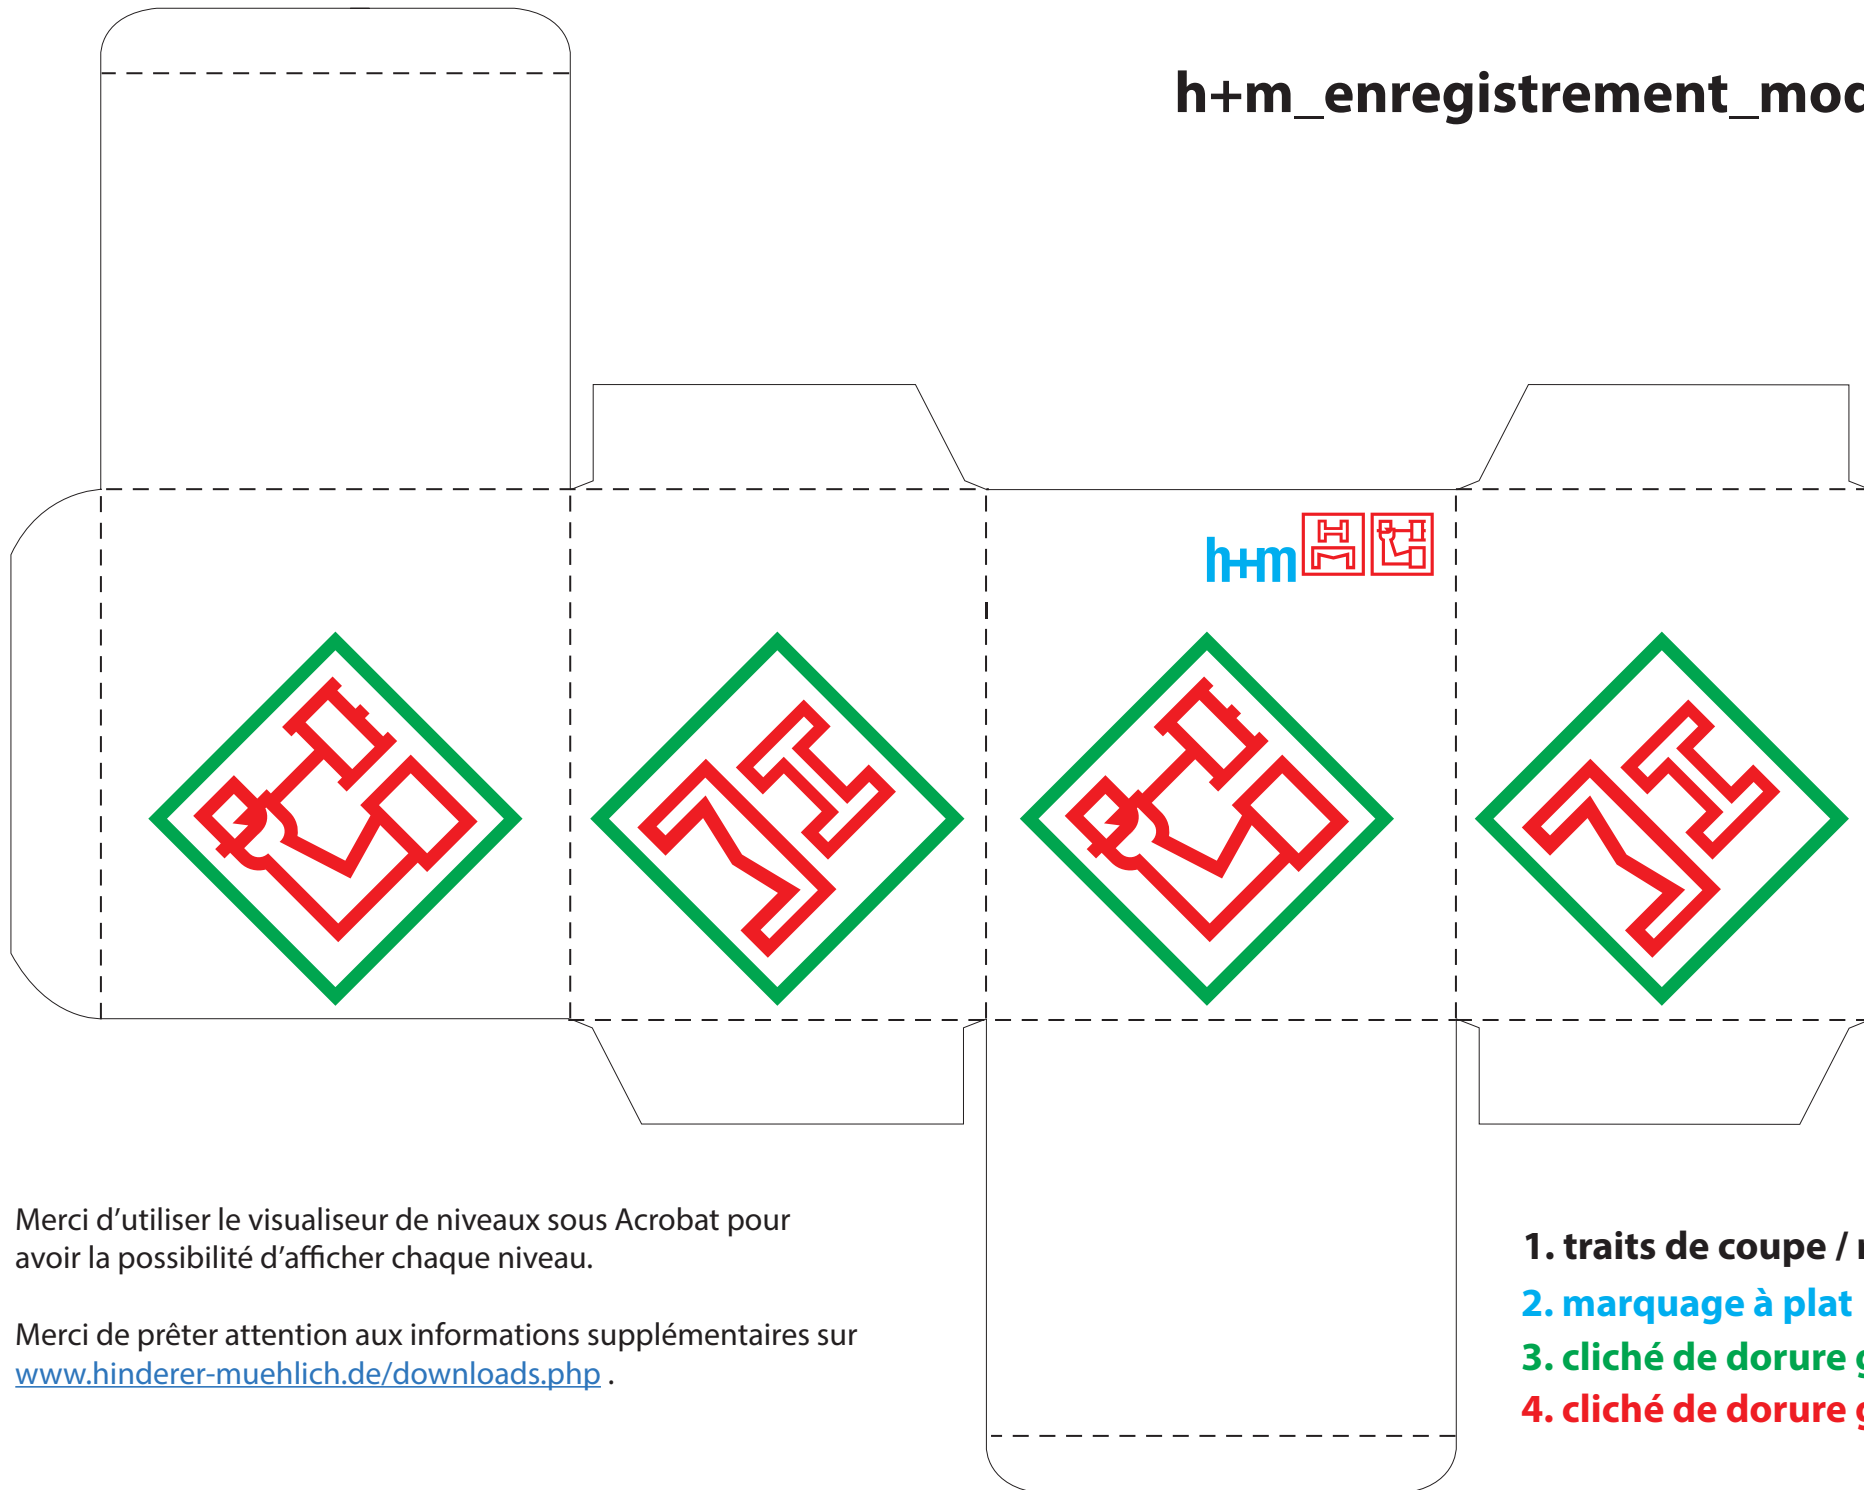 h+m_enregistrement_mod
h+m
Merci d’utiliser le visualiseur de niveaux sous Acrobat pour
avoir la possibilité d’afficher chaque niveau.
Merci de prêter attention aux informations supplémentaires sur
www.hinderer-muehlich.de/downloads.php .
1. traits de coupe /
2. marquage à plat
3. cliché de dorure
4. cliché de dorure